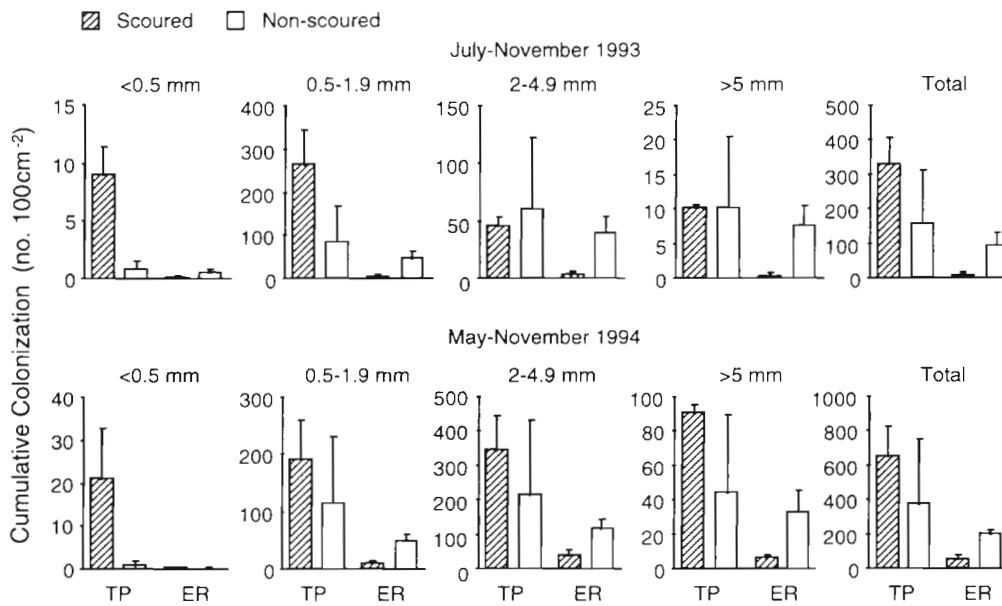 Scoured Non-scoured
July-November 1993
<0.5 mm 0.5-1.9 mm 2-4.9 mm >5 mm Total
Cumulative Colonization (no. 100cm-2)
15 10 5 0
400 300 200 100 0
150 100 50 0
25 20 15 10 5 0
500 400 300 200 100 0
May-November 1994
<0.5 mm 0.5-1.9 mm 2-4.9 mm >5 mm Total
40 30 20 10 0
300 200 100 0
500 400 300 200 100 0
100 80 60 40 20 0
1000 800 600 400 200 0
TP ER TP ER TP ER TP ER TP ER